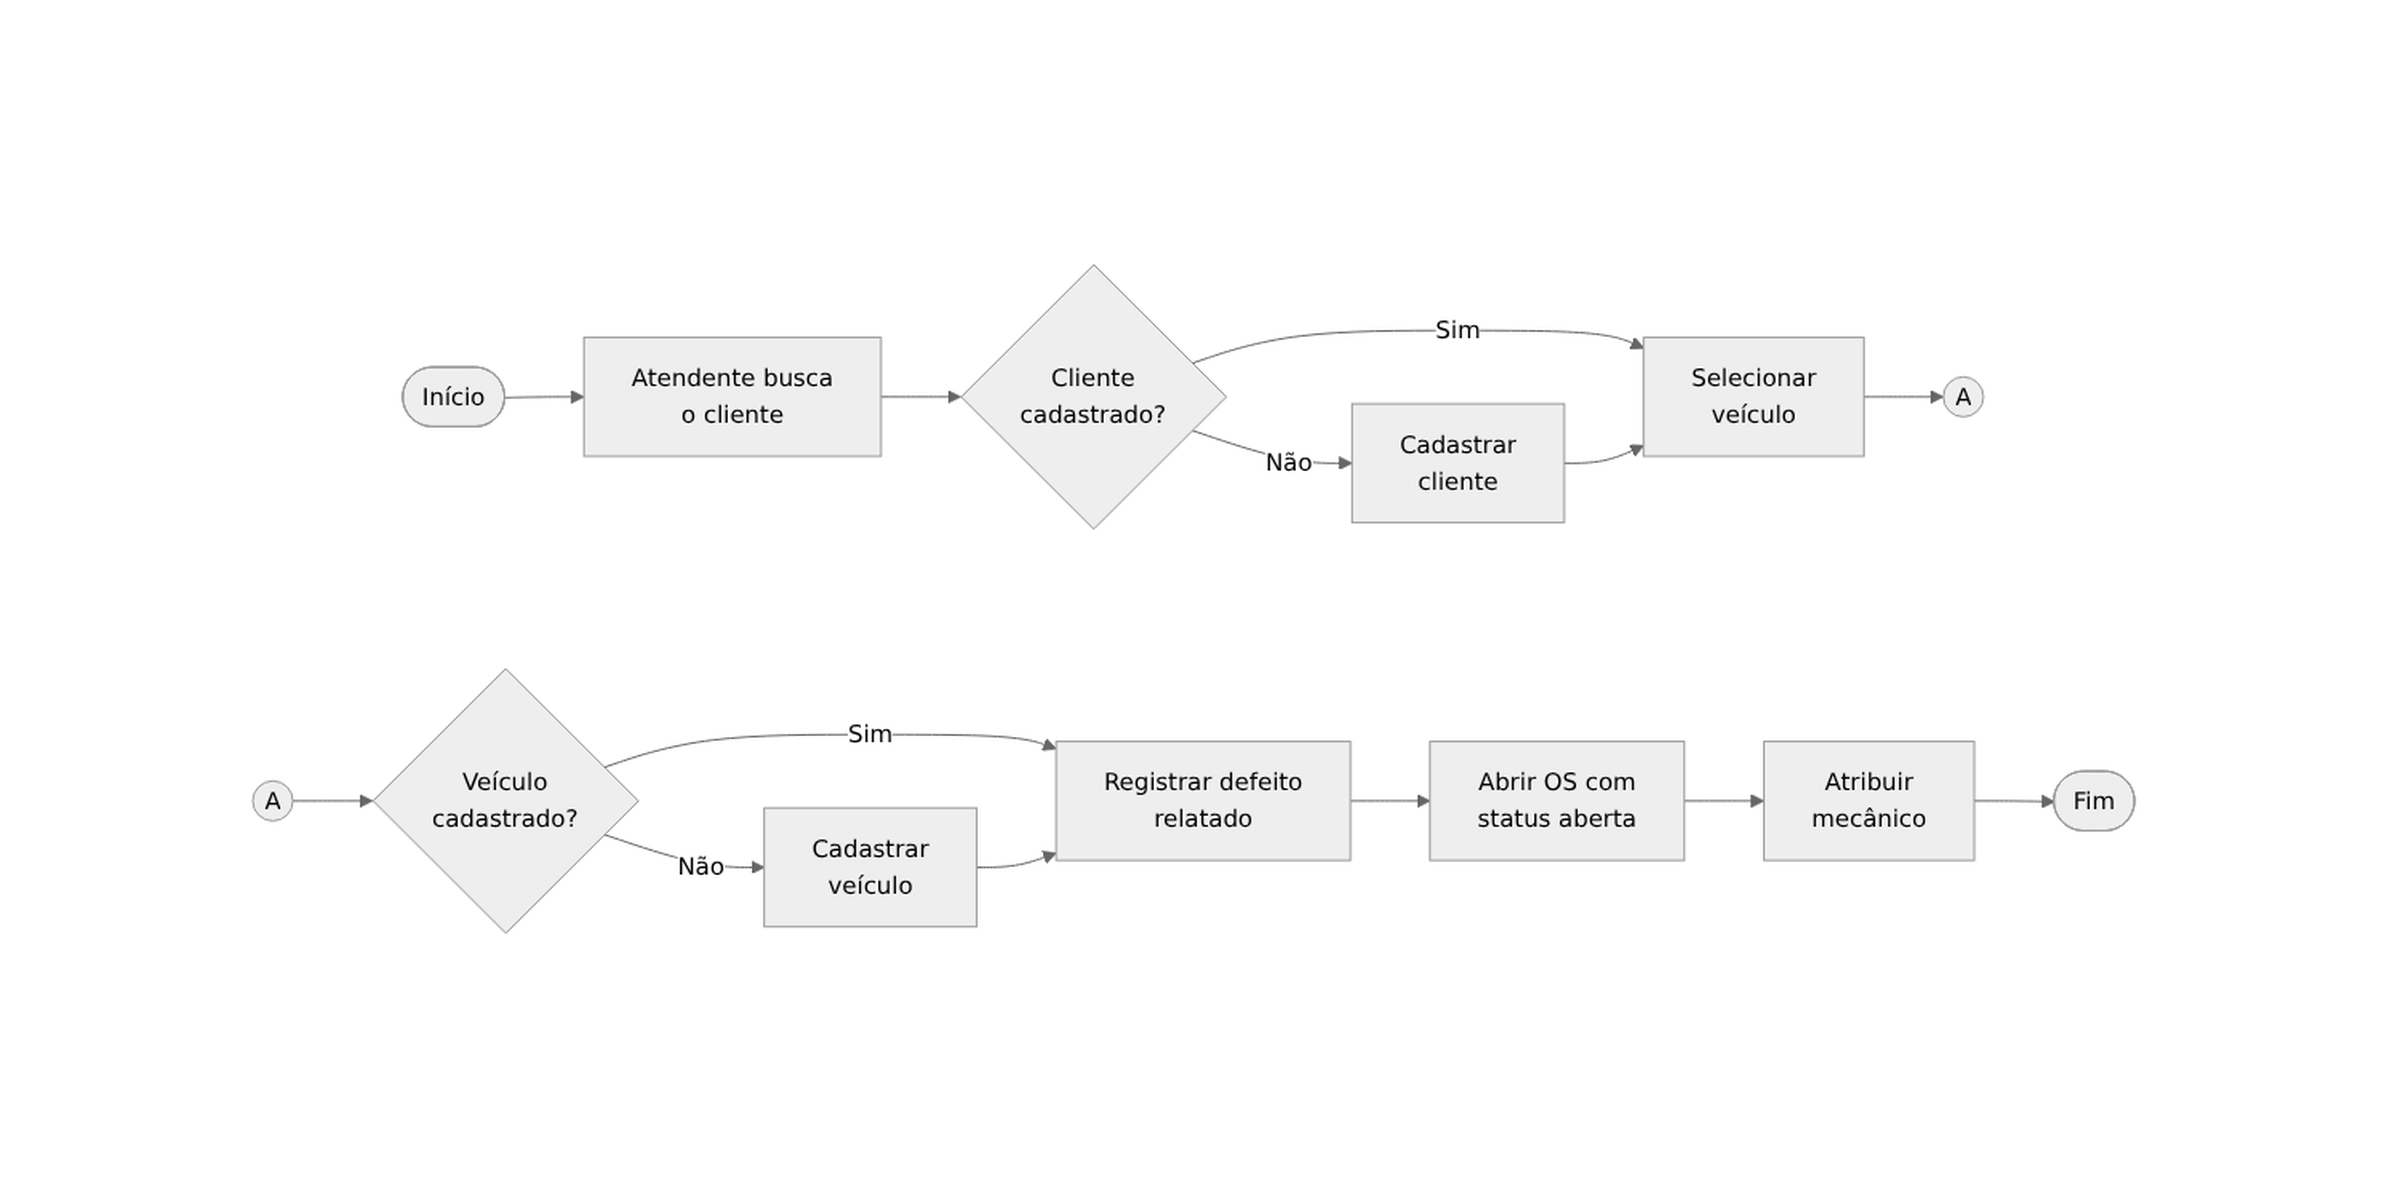 Início
Atendente busca
o cliente
Cliente
cadastrado?
Sim
Não
Cadastrar
cliente
Selecionar
veículo
A
A
Veículo
cadastrado?
Sim
Não
Cadastrar
veículo
Registrar defeito
relatado
Abrir OS com
status aberta
Atribuir
mecânico
Fim